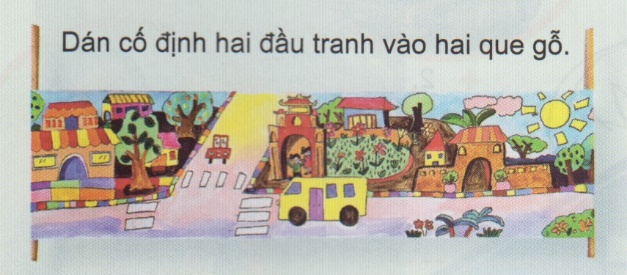 Dán cố định hai đầu tranh vào hai que gỗ.